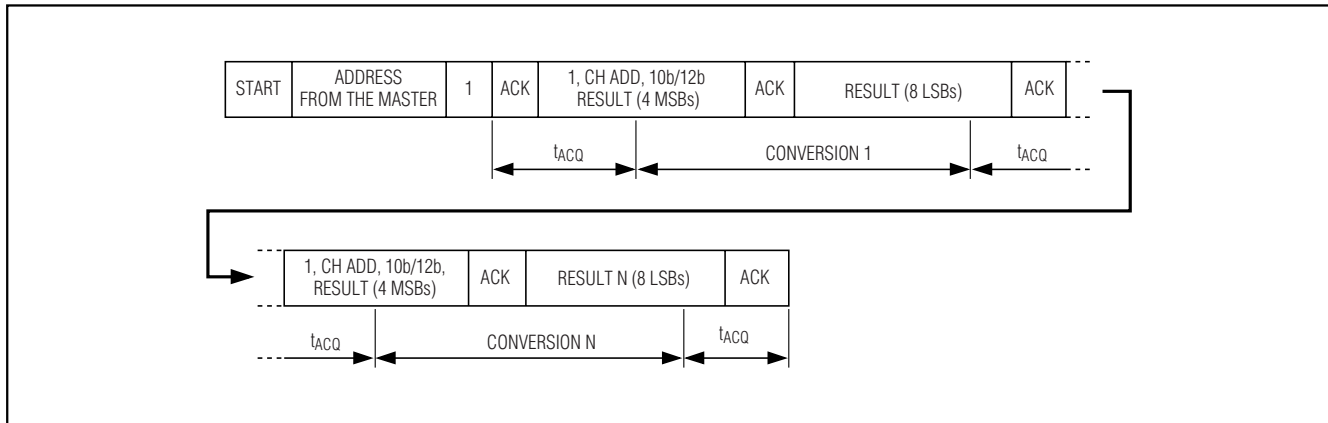 START
ADDRESS
FROM THE MASTER
1
ACK
1, CH ADD, 10b/12b
RESULT (4 MSBs)
ACK
RESULT (8 LSBs)
ACK
tACQ
CONVERSION 1
tACQ
1, CH ADD, 10b/12b,
RESULT (4 MSBs)
ACK
RESULT N (8 LSBs)
ACK
tACQ
CONVERSION N
tACQ